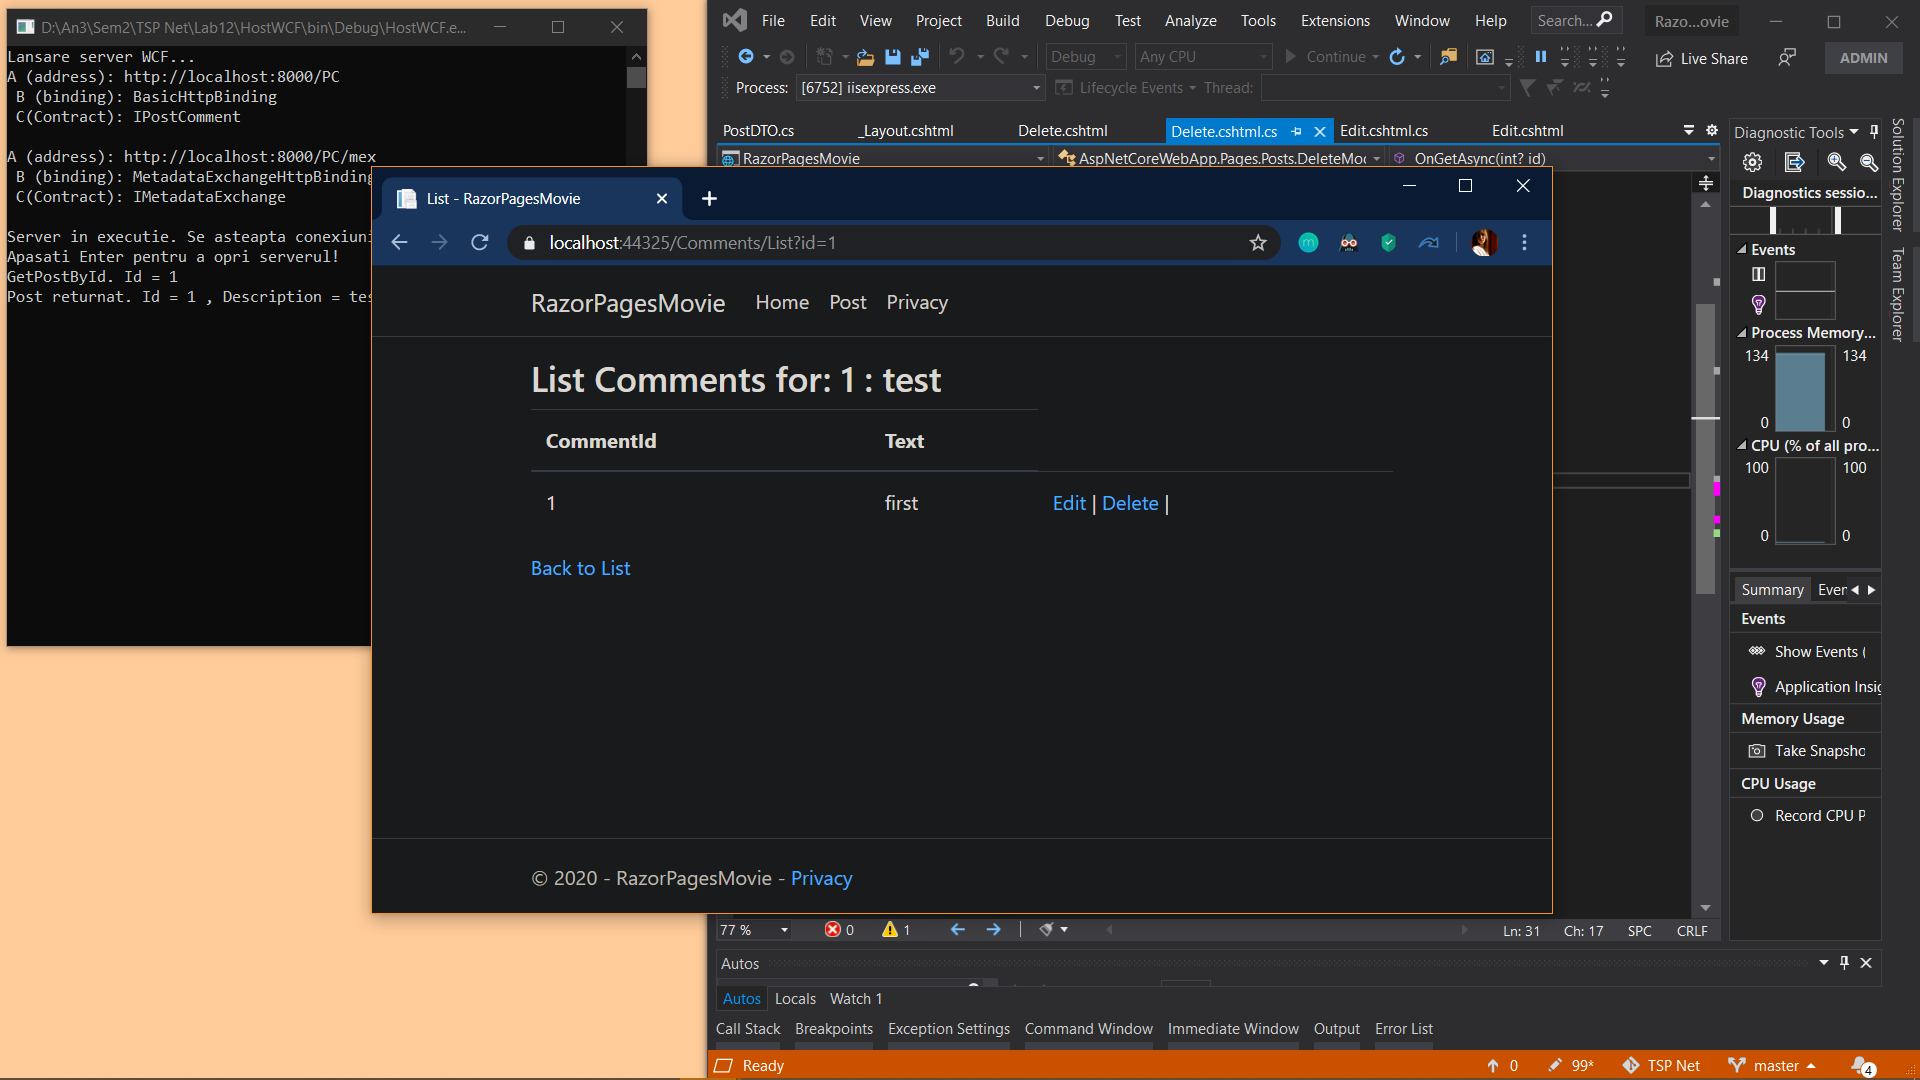 D:\An3\Sem2\TSP Net\Lab12\HostWCF\bin\Debug\HostWCF.e...
Lansare server WCF...
A (address): http://localhost:8000/PC
B (binding): BasicHttpBinding
C(Contract): IPostComment
A (address): http://localhost:8000/PC/mex
B (binding): MetadataExchangeHttpBinding
C(Contract): IMetadataExchange
Server in executie. Se asteapta conexiuni
Apasati Enter pentru a opri serverul!
GetPostById. Id = 1
Post returnat. Id = 1 , Description = tes
File Edit View Project Build Debug Test Analyze Tools Extensions Window Help Search... Razo...ovie
Debug Any CPU Continue Live Share ADMIN
Process: [6752] iisexpress.exe Lifecycle Events Thread:
PostDTO.cs _Layout.cshtml Delete.cshtml Delete.cshtml.cs Edit.cshtml.cs Edit.cshtml
RazorPagesMovie AspNetCoreWebApp.Pages.Posts.DeleteMod OnGetAsync(int? id)
List - RazorPagesMovie
localhost:44325/Comments/List?id=1
RazorPagesMovie Home Post Privacy
List Comments for: 1 : test
CommentId Text
1 first Edit | Delete |
Back to List
© 2020 - RazorPagesMovie - Privacy
Diagnostic Tools
Diagnostics sessio...
Events
Process Memory...
134 134
0 0
CPU (% of all pro...
100 100
0 0
Summary Even
Events
Show Events (
Application Insig
Memory Usage
Take Snapsho
CPU Usage
Record CPU P
Solution Explorer
Team Explorer
77 % 0 1 Ln: 31 Ch: 17 SPC CRLF
Autos
Autos Locals Watch 1
Call Stack Breakpoints Exception Settings Command Window Immediate Window Output Error List
Ready 0 99* TSP Net master 4